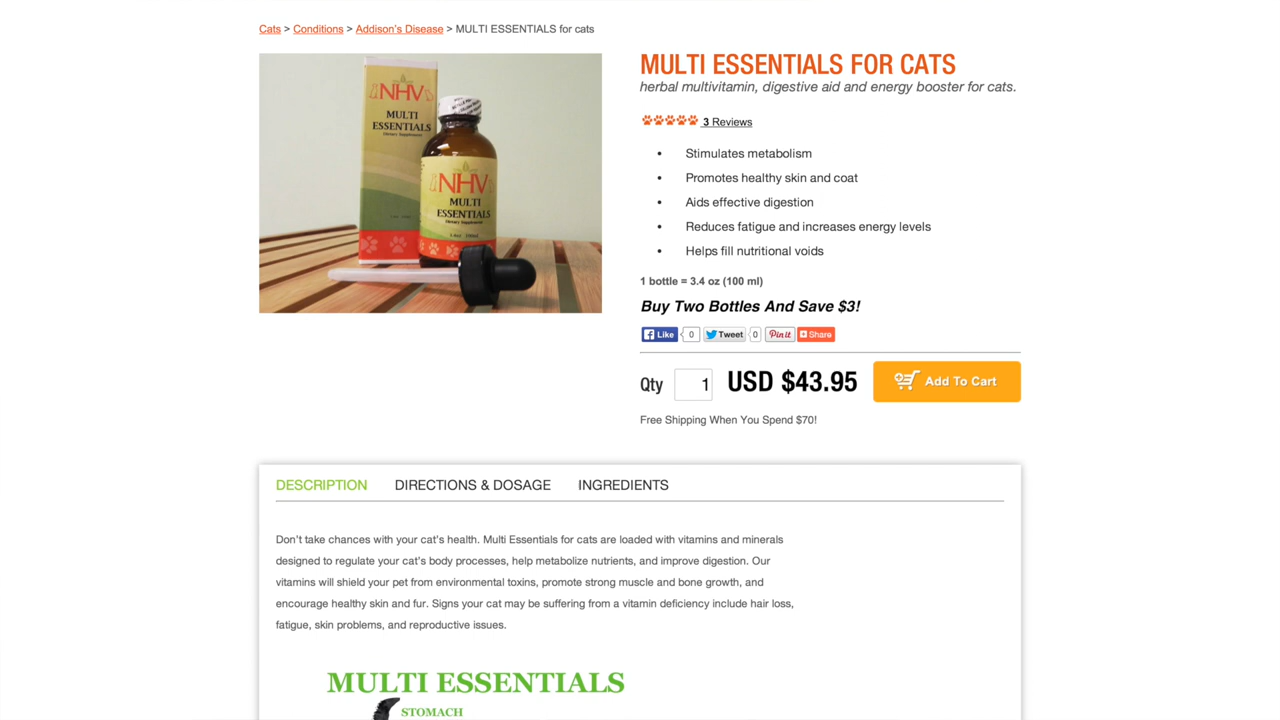 Cats > Conditions > Addison's Disease > MULTI ESSENTIALS for cats
NHV
MULTI
ESSENTIALS
Dietary Supplement
NHV
MULTI
ESSENTIALS
Dietary Supplement
3.4oz 100ml
MULTI ESSENTIALS FOR CATS
herbal multivitamin, digestive aid and energy booster for cats.
3 Reviews
• Stimulates metabolism
• Promotes healthy skin and coat
• Aids effective digestion
• Reduces fatigue and increases energy levels
• Helps fill nutritional voids
1 bottle = 3.4 oz (100 ml)
Buy Two Bottles And Save $3!
Like 0 Tweet 0 Pin it Share
Qty 1 USD $43.95 Add To Cart
Free Shipping When You Spend $70!
DESCRIPTION DIRECTIONS & DOSAGE INGREDIENTS
Don't take chances with your cat's health. Multi Essentials for cats are loaded with vitamins and minerals
designed to regulate your cat's body processes, help metabolize nutrients, and improve digestion. Our
vitamins will shield your pet from environmental toxins, promote strong muscle and bone growth, and
encourage healthy skin and fur. Signs your cat may be suffering from a vitamin deficiency include hair loss,
fatigue, skin problems, and reproductive issues.
MULTI ESSENTIALS
STOMACH